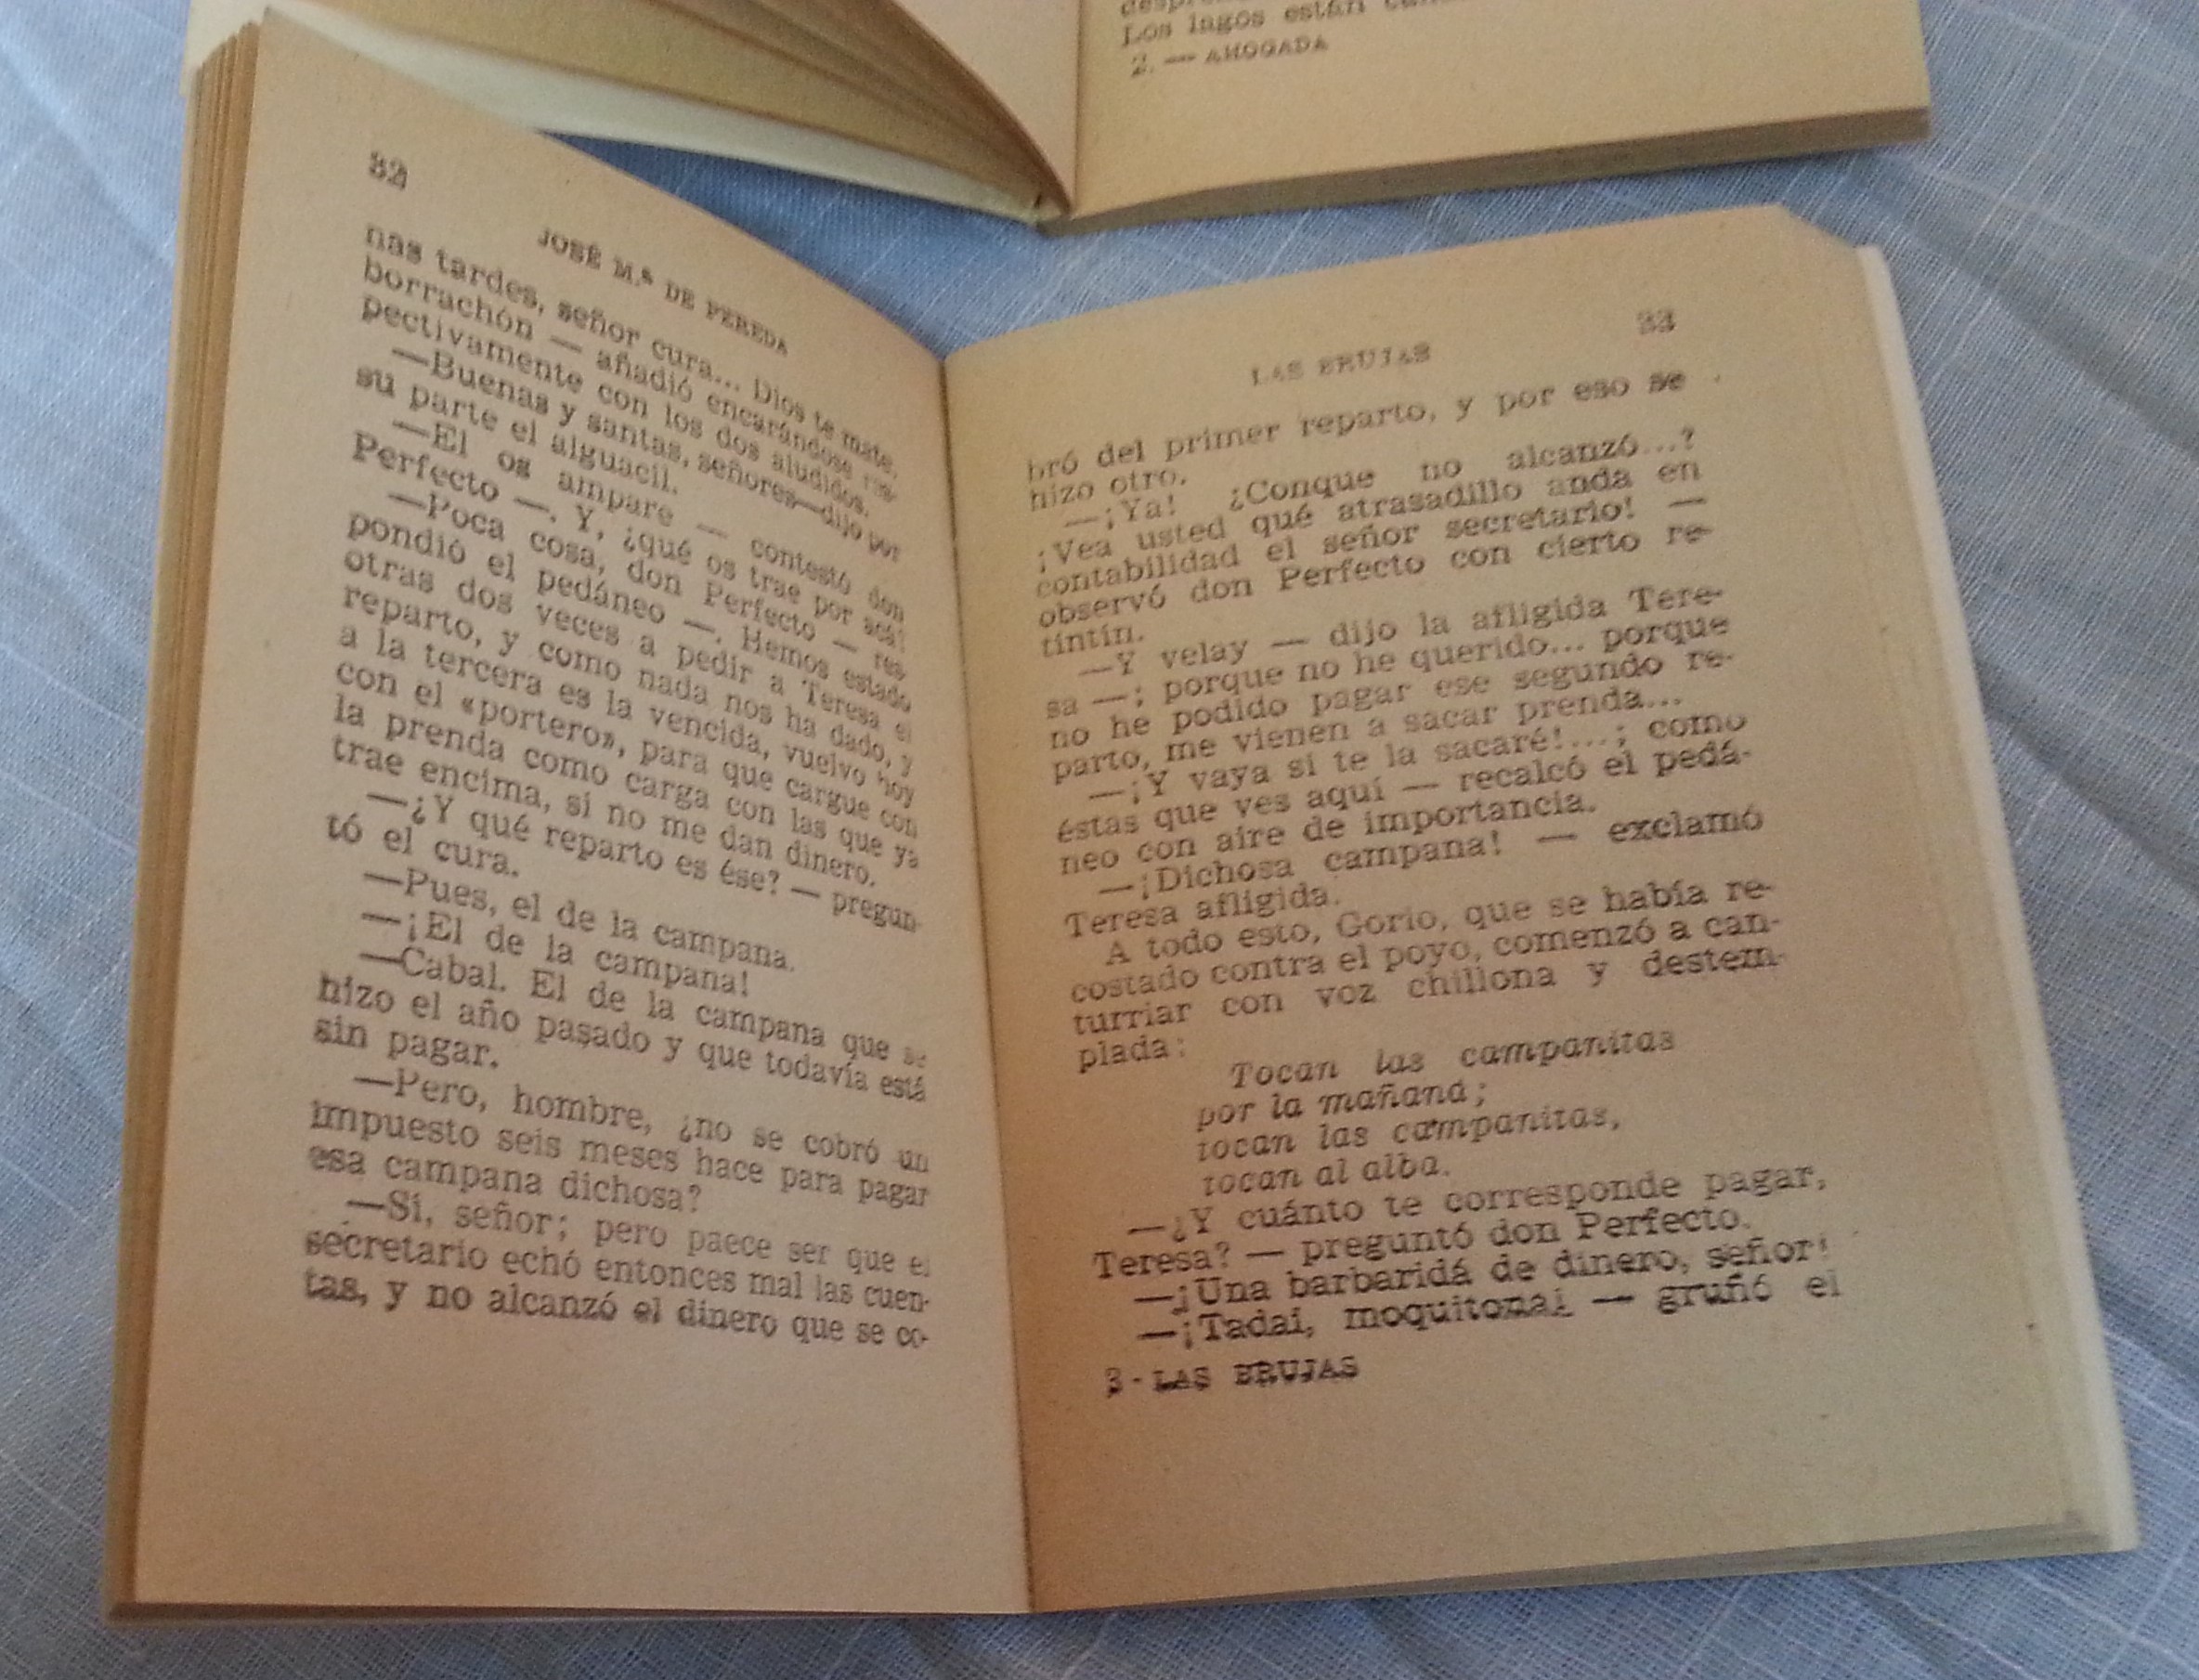 Los lagos están
2. — AHOGADA
32
JOSÉ M.ª DE PEREDA
nas tardes, señor cura... Dios te mate,
borrachón — añadió encarándose res-
pectivamente con los dos aludidos.
—Buenas y santas, señores—dijo por
su parte el alguacil.
—El os ampare — contestó don
Perfecto —. Y, ¿qué os trae por acá?
—Poca cosa, don Perfecto — res-
pondió el pedáneo —. Hemos estado
otras dos veces a pedir a Teresa el
reparto, y como nada nos ha dado, y
a la tercera es la vencida, vuelvo hoy
con el «portero», para que cargue con
la prenda como carga con las que ya
trae encima, si no me dan dinero.
—¿Y qué reparto es ése? — pregun-
tó el cura.
—Pues, el de la campana.
—¡El de la campana!
—Cabal. El de la campana que se
hizo el año pasado y que todavía está
sin pagar.
—Pero, hombre, ¿no se cobró un
impuesto seis meses hace para pagar
esa campana dichosa?
—Sí, señor; pero paece ser que el
secretario echó entonces mal las cuen-
tas, y no alcanzó el dinero que se co-
LAS BRUJAS
33
bró del primer reparto, y por eso se
hizo otro.
—¡Ya! ¿Conque no alcanzó...?
¡Vea usted qué atrasadillo anda en
contabilidad el señor secretario! —
observó don Perfecto con cierto re-
tintín.
—Y velay — dijo la afligida Tere-
sa —; porque no he querido... porque
no he podido pagar ese segundo re-
parto, me vienen a sacar prenda...
—¡Y vaya si te la sacaré!...; como
éstas que ves aquí — recalcó el pedá-
neo con aire de importancia.
—¡Dichosa campana! — exclamó
Teresa afligida.
A todo esto, Gorio, que se había re-
costado contra el poyo, comenzó a can-
turriar con voz chillona y destem-
plada:
Tocan las campanitas
por la mañana;
tocan las campanitas,
tocan al alba.
—¿Y cuánto te corresponde pagar,
Teresa? — preguntó don Perfecto.
—¡Una barbaridá de dinero, señor!
—¡Tadai, moquitona! — gruñó el
3 - LAS BRUJAS